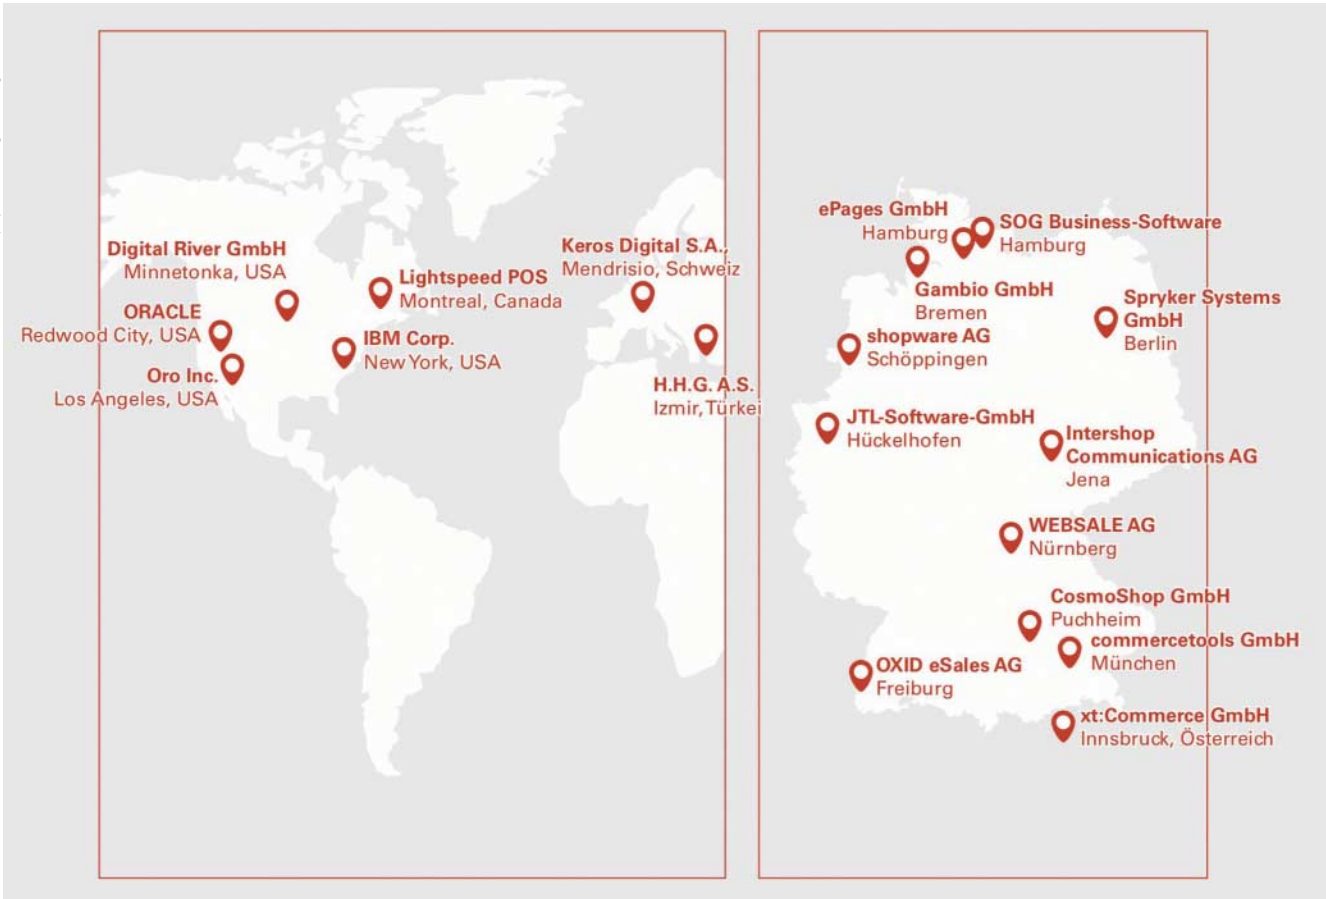 Digital River GmbH
Minnetonka, USA
ORACLE
Redwood City, USA
Oro Inc.
Los Angeles, USA
Lightspeed POS
Montreal, Canada
IBM Corp.
New York, USA
Keros Digital S.A.,
Mendrisio, Schweiz
H.H.G. A.S.
Izmir, Türkei
ePages GmbH
Hamburg
SOG Business-Software
Hamburg
Gambio GmbH
Bremen
Spryker Systems
GmbH
Berlin
shopware AG
Schöppingen
JTL-Software-GmbH
Hückelhofen
Intershop
Communications AG
Jena
WEBSALE AG
Nürnberg
CosmoShop GmbH
Puchheim
commercetools GmbH
München
OXID eSales AG
Freiburg
xt:Commerce GmbH
Innsbruck, Österreich